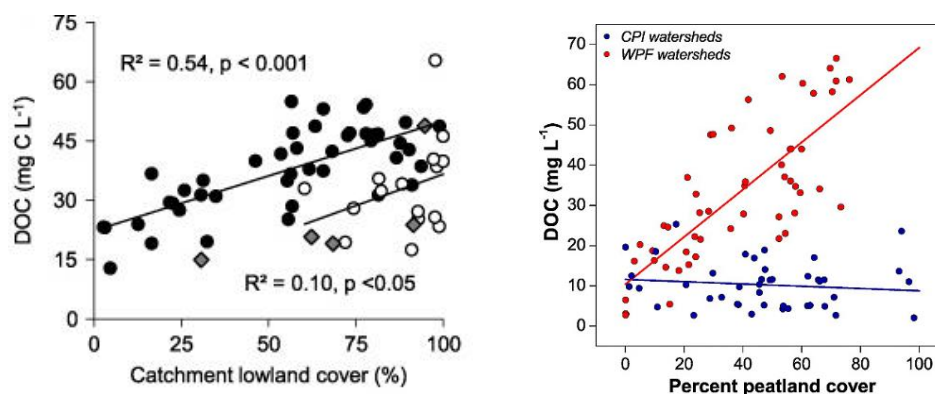 75
60
45
30
15
0
DOC (mg C L⁻¹)
R² = 0.54, p < 0.001
R² = 0.10, p <0.05
0 25 50 75 100
Catchment lowland cover (%)
CPI watersheds
WPF watersheds
70
60
50
40
30
20
10
0
DOC (mg L⁻¹)
0 20 40 60 80 100
Percent peatland cover